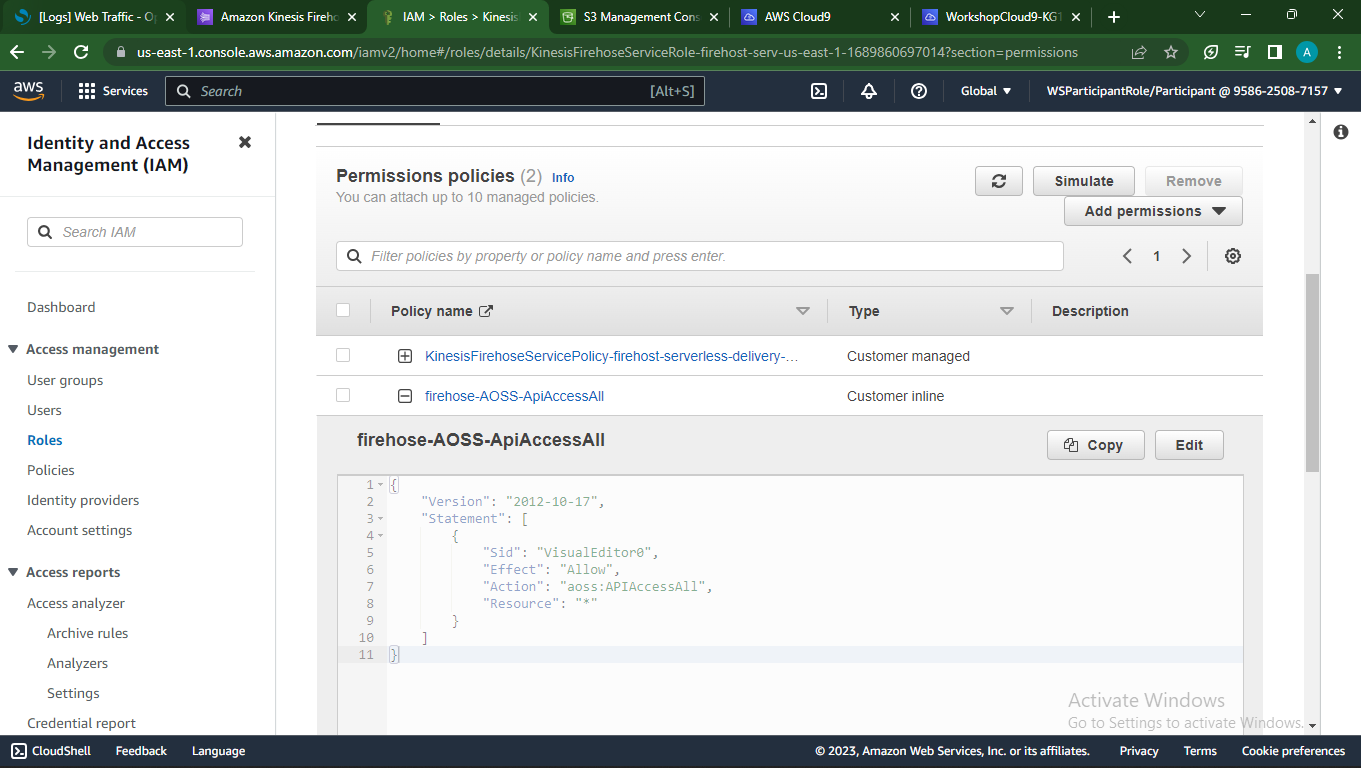 [Logs] Web Traffic - O
Amazon Kinesis Fireho
IAM > Roles > Kinesis
S3 Management Cons
AWS Cloud9
WorkshopCloud9-KG1
us-east-1.console.aws.amazon.com/iamv2/home#/roles/details/KinesisFirehoseServiceRole-firehost-serv-us-east-1-1689860697014?section=permissions
A
aws
Services
Search
[Alt+S]
Global
WSParticipantRole/Participant @ 9586-2508-7157
Identity and Access
Management (IAM)
Search IAM
Dashboard
Access management
User groups
Users
Roles
Policies
Identity providers
Account settings
Access reports
Access analyzer
Archive rules
Analyzers
Settings
Credential report
Permissions policies (2) Info
You can attach up to 10 managed policies.
Simulate
Remove
Add permissions
Filter policies by property or policy name and press enter.
1
Policy name
Type
Description
KinesisFirehoseServicePolicy-firehost-serverless-delivery-...
Customer managed
firehose-AOSS-ApiAccessAll
Customer inline
firehose-AOSS-ApiAccessAll
Copy
Edit
1 {
2 "Version": "2012-10-17",
3 "Statement": [
4 {
5 "Sid": "VisualEditor0",
6 "Effect": "Allow",
7 "Action": "aoss:APIAccessAll",
8 "Resource": "*"
9 }
10 ]
11 }
Activate Windows
Go to Settings to activate Windows.
CloudShell
Feedback
Language
© 2023, Amazon Web Services, Inc. or its affiliates.
Privacy
Terms
Cookie preferences